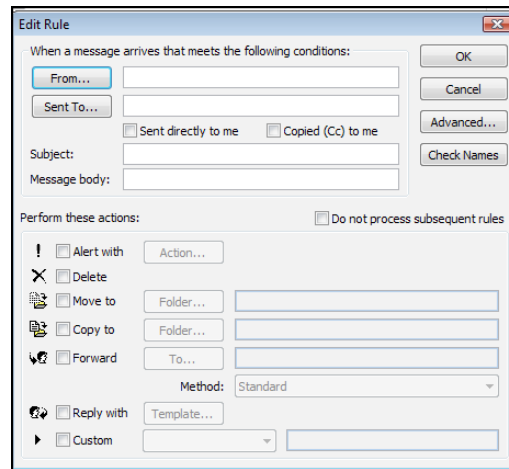 Edit Rule
When a message arrives that meets the following conditions:
OK
From...
Cancel
Sent To...
Sent directly to me
Copied (Cc) to me
Advanced...
Subject:
Check Names
Message body:
Perform these actions:
Do not process subsequent rules
Alert with
Action...
Delete
Move to
Folder...
Copy to
Folder...
Forward
To...
Method:
Standard
Reply with
Template...
Custom